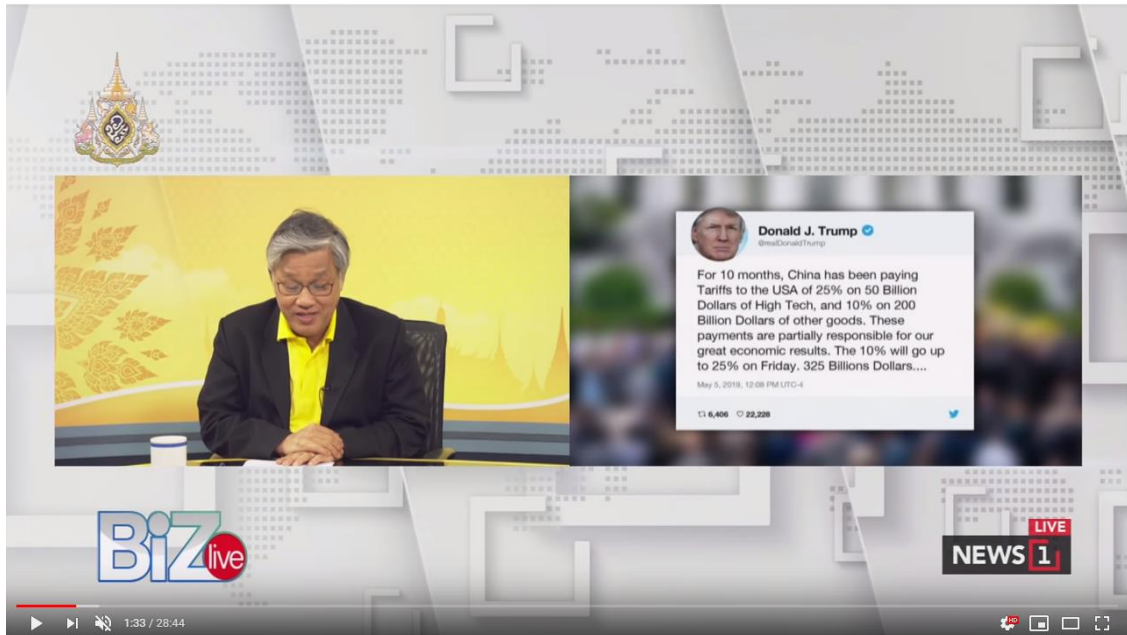 Donald J. Trump
@realDonaldTrump
For 10 months, China has been paying
Tariffs to the USA of 25% on 50 Billion
Dollars of High Tech, and 10% on 200
Billion Dollars of other goods. These
payments are partially responsible for our
great economic results. The 10% will go up
to 25% on Friday. 325 Billions Dollars....
May 5, 2019, 12:08 PM UTC-4
6,406 22,228
BiZ live
LIVE
NEWS 1
1:33 / 28:44
HD